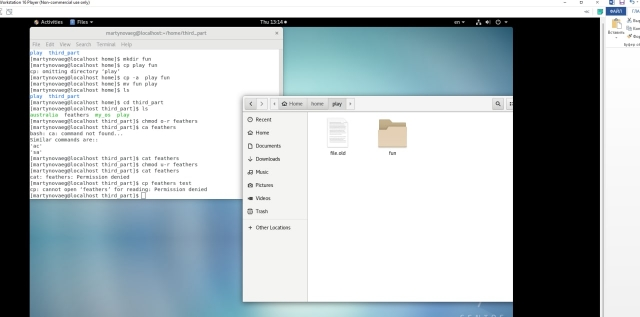 Workstation 10 Player (Non-commercial use only)
Activities
Files
Thu 13:14
en
ФАЙЛ
ГЛА
Вставить
martynovaeg@localhost:~/home/third_part
File Edit View Search Terminal Help
play third_part
[martynovaeg@localhost home]$ mkdir fun
[martynovaeg@localhost home]$ cp play fun
cp: omitting directory 'play'
[martynovaeg@localhost home]$ cp -r play fun
[martynovaeg@localhost home]$ mv fun play
[martynovaeg@localhost home]$ ls
play third_part
[martynovaeg@localhost home]$ cd third_part
[martynovaeg@localhost third_part]$ ls
australia feathers my_os play
[martynovaeg@localhost third_part]$ chmod u-r feathers
[martynovaeg@localhost third_part]$ ca feathers
bash: ca: command not found...
Similar commands are::
'ac'
'sa'
[martynovaeg@localhost third_part]$ cat feathers
[martynovaeg@localhost third_part]$ chmod u-r feathers
[martynovaeg@localhost third_part]$ cat feathers
cat: feathers: Permission denied
[martynovaeg@localhost third_part]$ cp feathers test
cp: cannot open 'feathers' for reading: Permission denied
[martynovaeg@localhost third_part]$
Home home play
Recent
Home
Documents
Downloads
Music
Pictures
Videos
Trash
Other Locations
file.old
fun